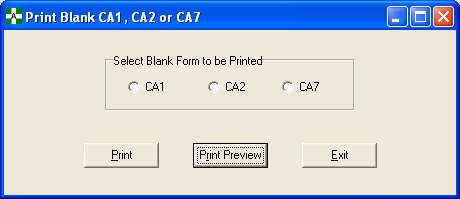 Print Blank CA1, CA2 or CA7
Select Blank Form to be Printed
CA1 CA2 CA7
Print Print Preview Exit